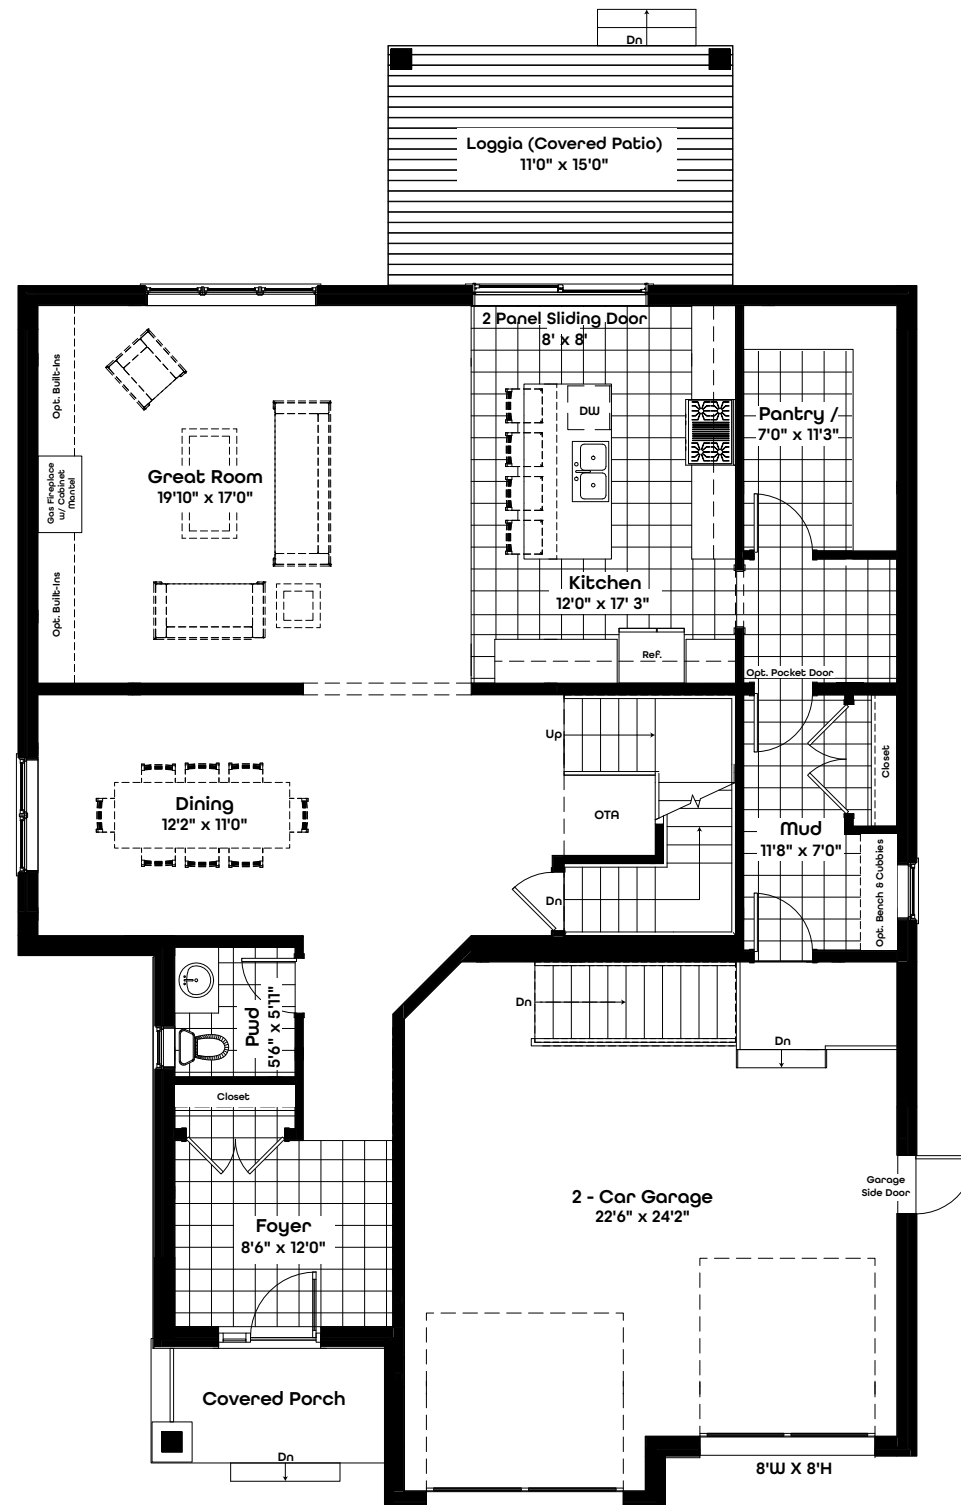 Dn
Loggia (Covered Patio)
11'0" x 15'0"
2 Panel Sliding Door
8' x 8'
Opt. Built-Ins
DW
Pantry /
7'0" x 11'3"
Great Room
19'10" x 17'0"
Gas Fireplace
w/ Cabinet
Mantel
Kitchen
12'0" x 17' 3"
Opt. Built-Ins
Ref.
Opt. Pocket Door
Up
Closet
Dining
12'2" x 11'0"
OTA
Mud
11'8" x 7'0"
Opt. Bench & Cubbies
Dn
Dn
Pwd
5'6" x 5'11"
Dn
Closet
Garage
Side Door
2 - Car Garage
22'6" x 24'2"
Foyer
8'6" x 12'0"
Covered Porch
Dn
8'W X 8'H